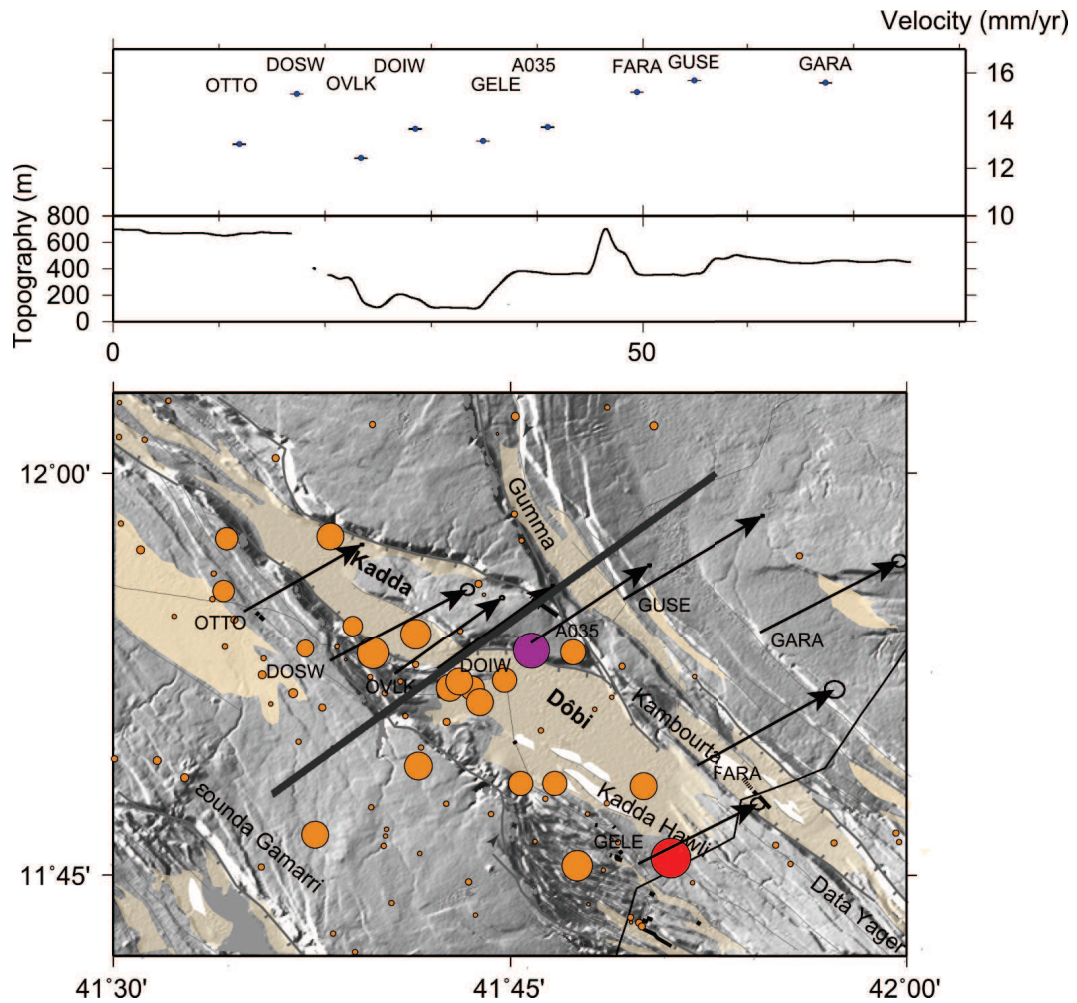 Velocity (mm/yr)
OTTO
DOSW
OVLK
DOIW
GELE
A035
FARA
GUSE
GARA
16
14
12
10
Topography (m)
800
600
400
200
0
0
50
12°00'
11°45'
41°30'
41°45'
42°00'
Gumma
Kadda
OTTO
GUSE
A035
GARA
DOSW
DOIW
OVLK
Dôbi
Kambourta
FARA
Kadda Hawli
GELE
εounda Gamarri
Data Yager